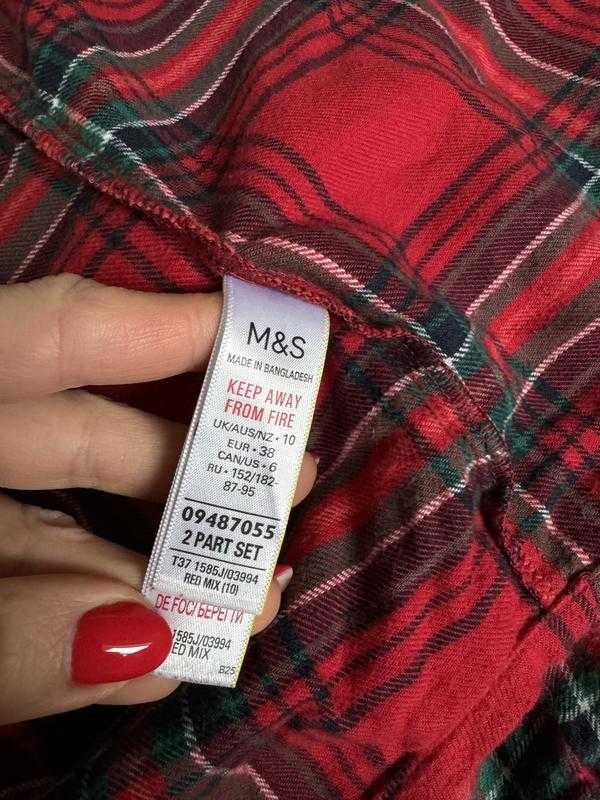 M&S
MADE IN BANGLADESH
KEEP AWAY
FROM FIRE
UK/AUS/NZ • 10
EUR • 38
CAN/US • 6
RU • 152/182-
87-95
09487055
2 PART SET
T37 1585J/03994
RED MIX (10)
DE FOC/ БЕРЕГТИ
1585J/03994
ED MIX
B25